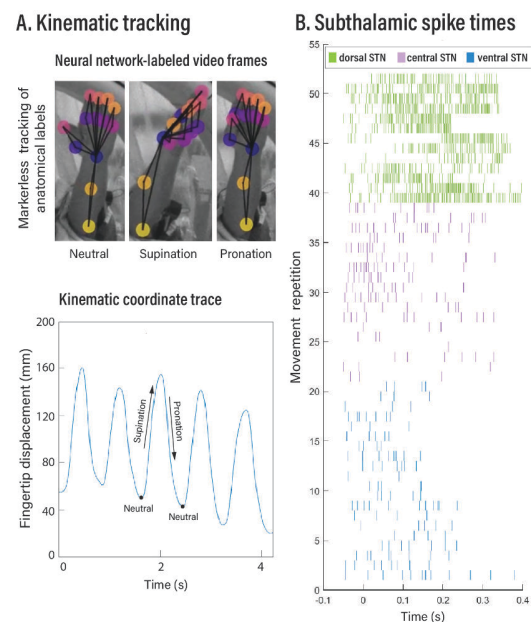 A. Kinematic tracking
Neural network-labeled video frames
Markerless tracking of
anatomical labels
Neutral
Supination
Pronation
Kinematic coordinate trace
Fingertip displacement (mm)
200
160
120
80
40
0
Supination
Pronation
Neutral
Neutral
0
2
4
Time (s)
B. Subthalamic spike times
dorsal STN
central STN
ventral STN
Movement repetition
55
50
45
40
35
30
25
20
15
10
5
0
-0.1
0
0.1
0.2
0.3
0.4
Time (s)